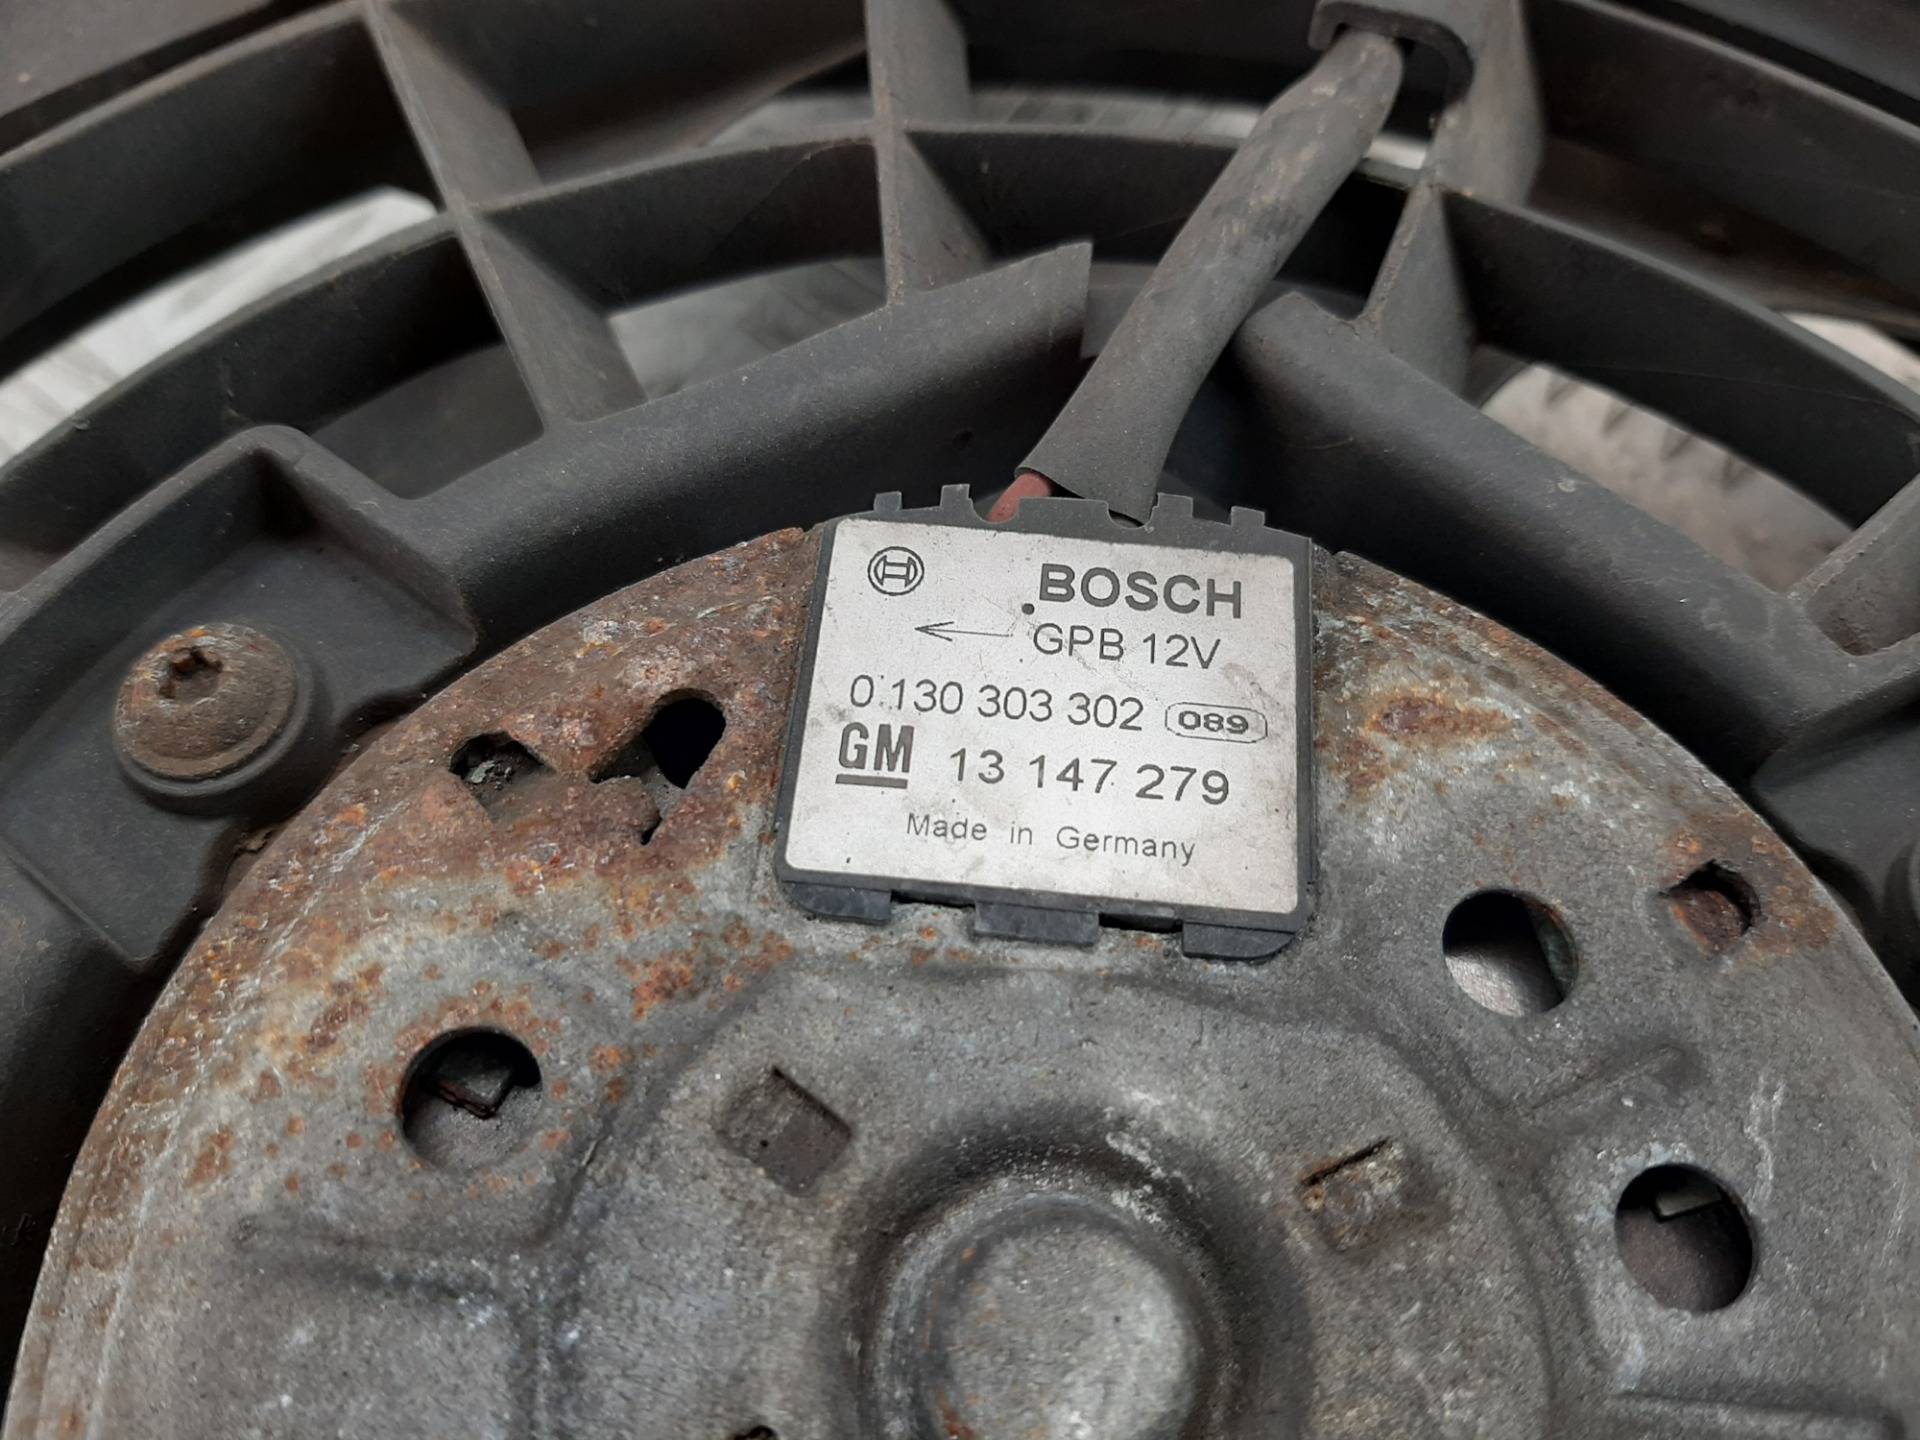 BOSCH
GPB 12V
0 130 303 302 089
GM 13 147 279
Made in Germany